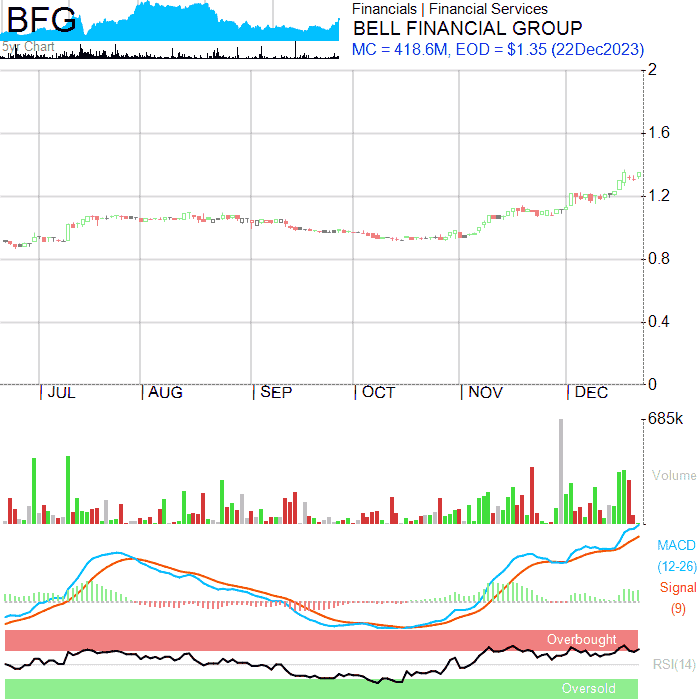 BFG
5yr Chart
Financials | Financial Services
BELL FINANCIAL GROUP
MC = 418.6M, EOD = $1.35 (22Dec2023)
2
1.6
1.2
0.8
0.4
0
JUL AUG SEP OCT NOV DEC
685k
Volume
MACD
(12-26)
Signal
(9)
Overbought
RSI(14)
Oversold